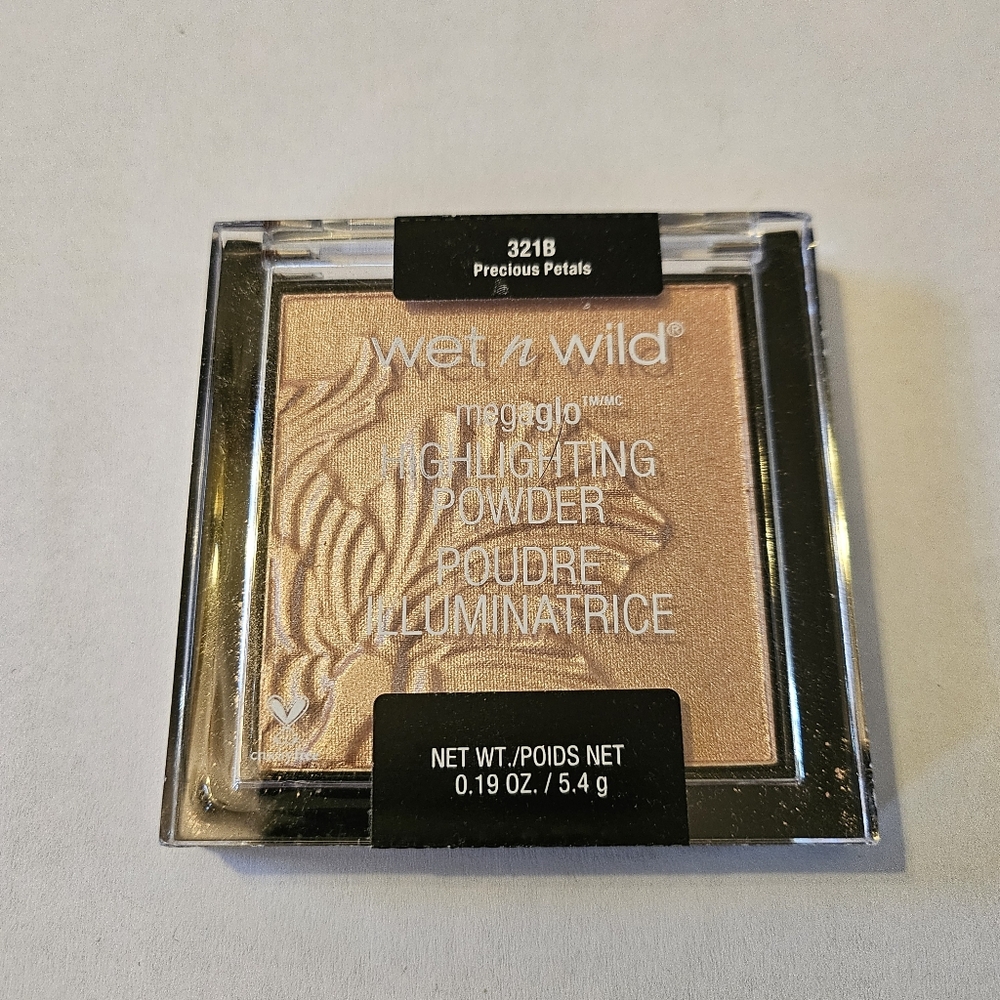 321B
Precious Petals
wet n wild®
megaglo™/MC
HIGHLIGHTING
POWDER
POUDRE
ILLUMINATRICE
NET WT./POIDS NET
0.19 OZ. / 5.4 g